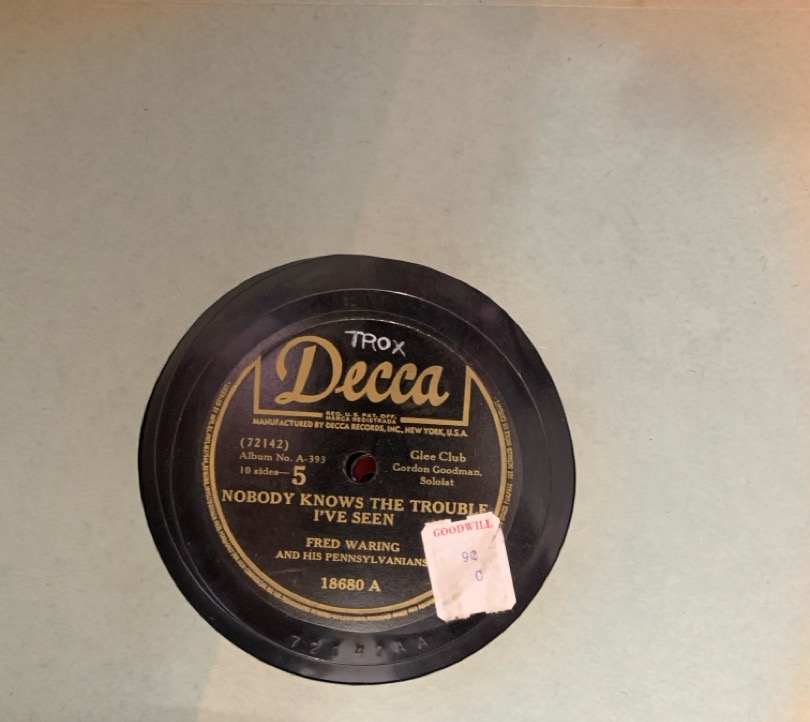 TROX
Decca
REG. U.S. PAT. OFF.
MARCA REGISTRADA
MANUFACTURED BY DECCA RECORDS, INC., NEW YORK, U.S.A.
(72142)
Album No. A-393
10 sides—5
Glee Club
Gordon Goodman,
Soloist
NOBODY KNOWS THE TROUBLE
I'VE SEEN
FRED WARING
AND HIS PENNSYLVANIANS
18680 A
GOODWILL